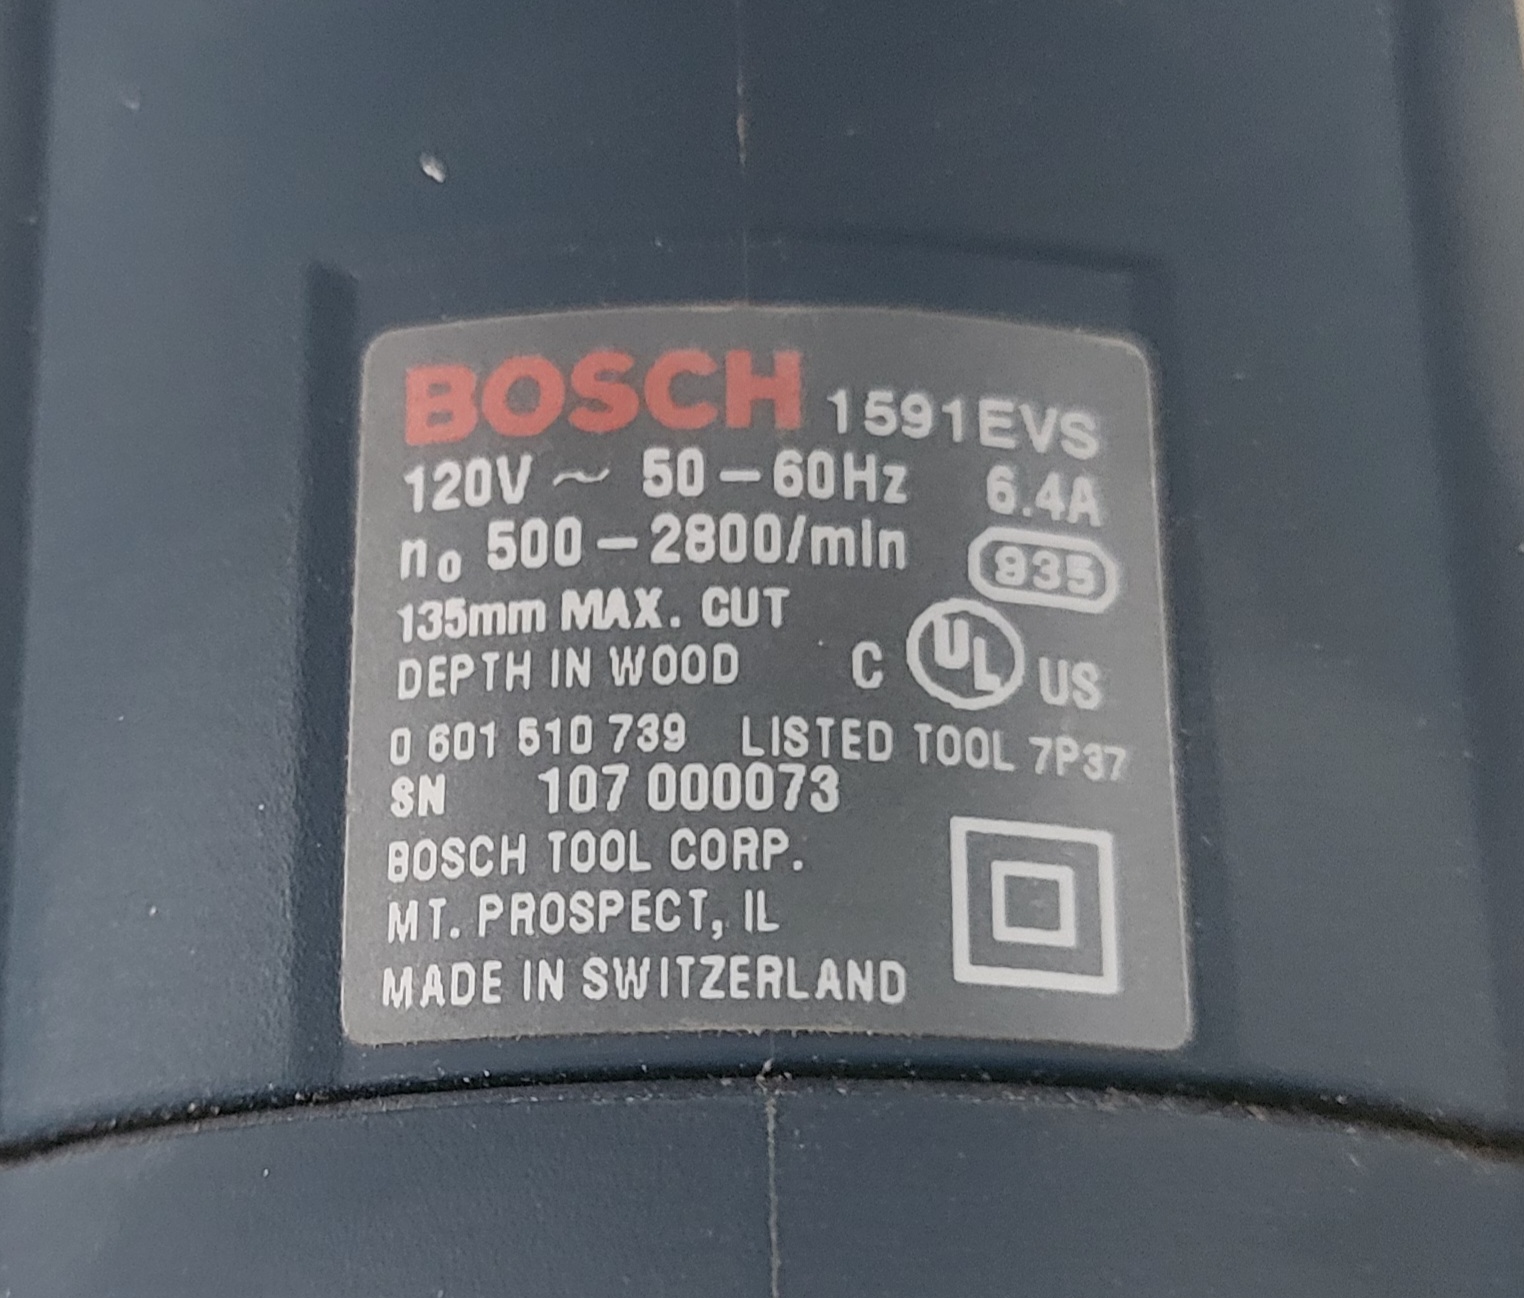 BOSCH 1591EVS
120V ~ 50–60Hz 6.4A
n₀ 500–2800/min
935
135mm MAX. CUT
DEPTH IN WOOD
C UL US
0 601 510 739 LISTED TOOL 7P37
SN 107 000073
BOSCH TOOL CORP.
MT. PROSPECT, IL
MADE IN SWITZERLAND